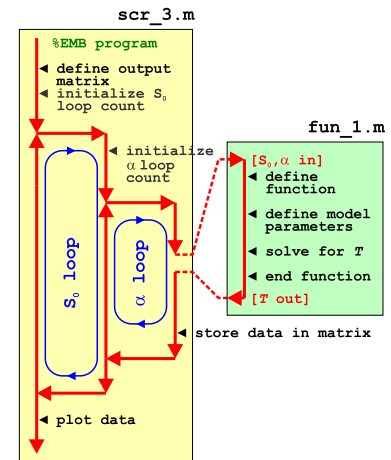 scr_3.m
%EMB program
◄ define output
matrix
◄ initialize S₀
loop count
◄ initialize
α loop
count
S₀ loop
α loop
◄ store data in matrix
◄ plot data
fun_1.m
[S₀,α in]
◄ define
function
◄ define model
parameters
◄ solve for T
◄ end function
[T out]